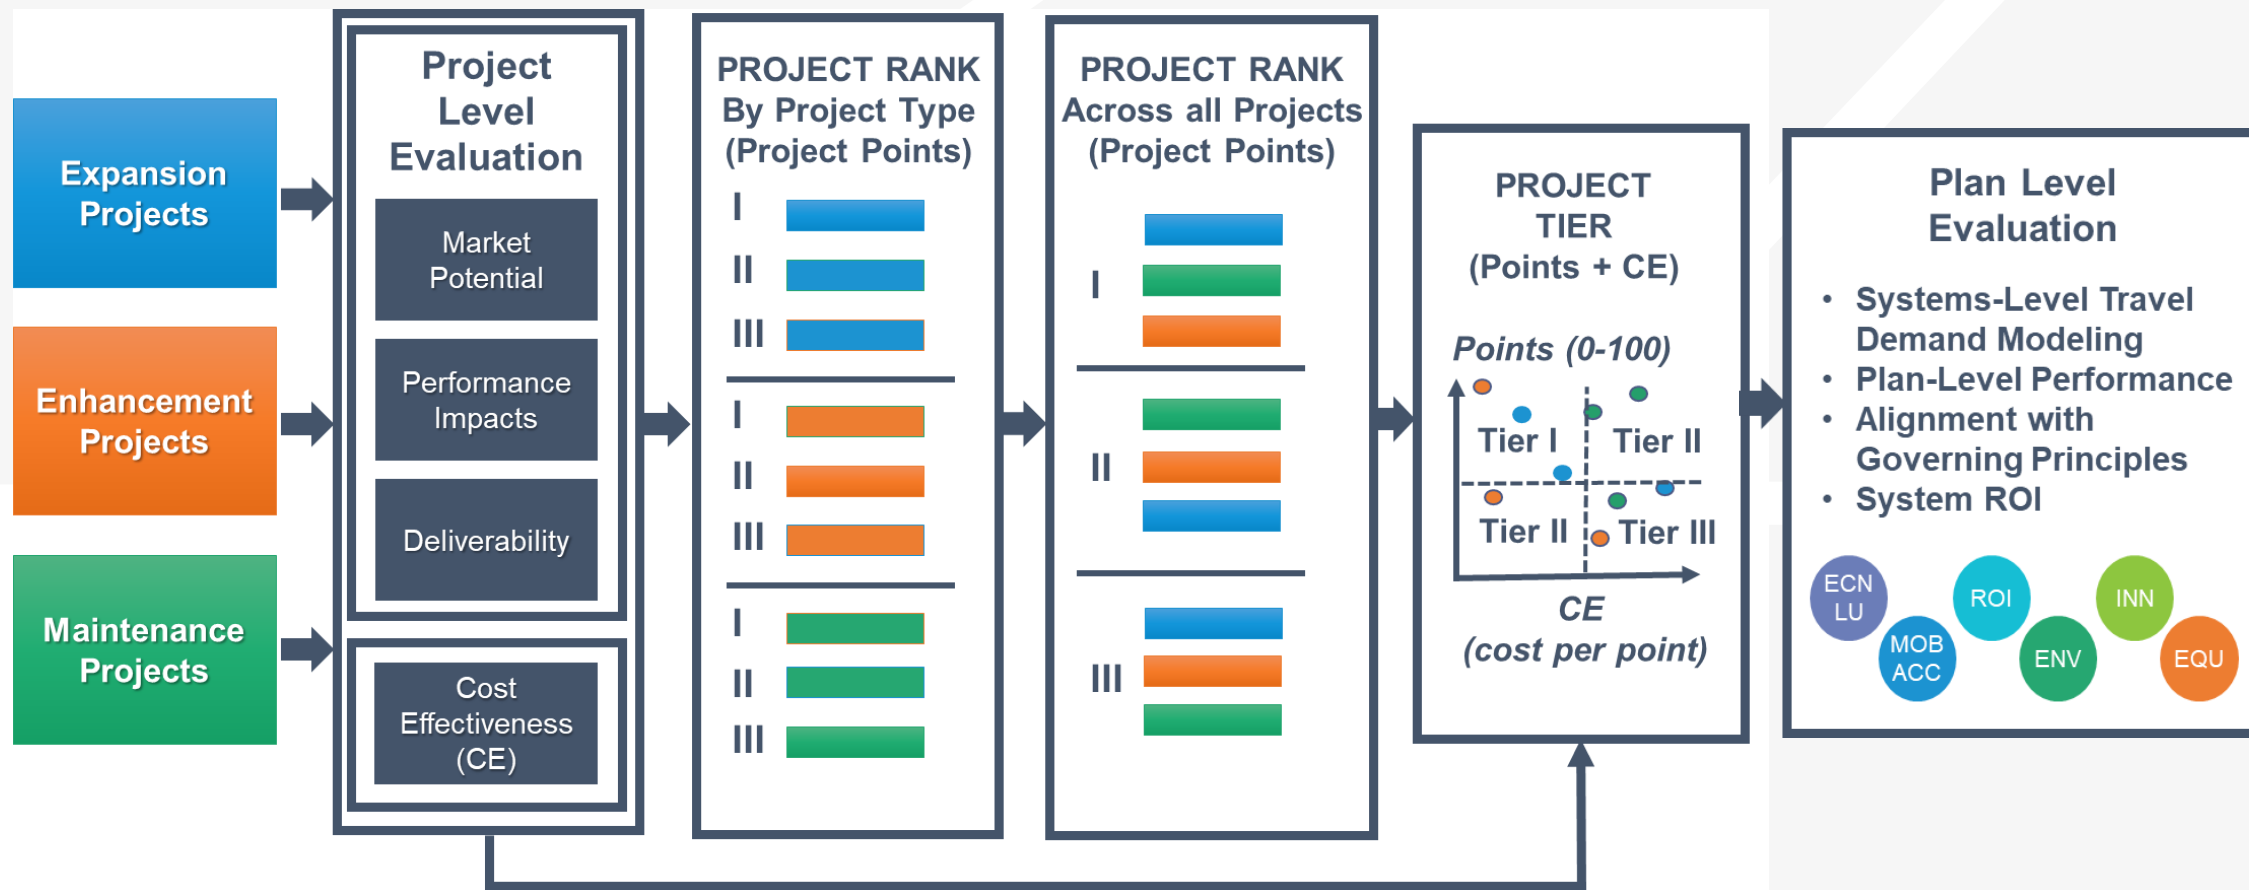 Expansion
Projects
Enhancement
Projects
Maintenance
Projects
Project
Level
Evaluation
Market
Potential
Performance
Impacts
Deliverability
Cost
Effectiveness
(CE)
PROJECT RANK
By Project Type
(Project Points)
I
II
III
I
II
III
I
II
III
PROJECT RANK
Across all Projects
(Project Points)
I
II
III
PROJECT
TIER
(Points + CE)
Points (0-100)
Tier I
Tier II
Tier II
Tier III
CE
(cost per point)
Plan Level
Evaluation
• Systems-Level Travel
Demand Modeling
• Plan-Level Performance
• Alignment with
Governing Principles
• System ROI
ECN
LU
MOB
ACC
ROI
ENV
INN
EQU